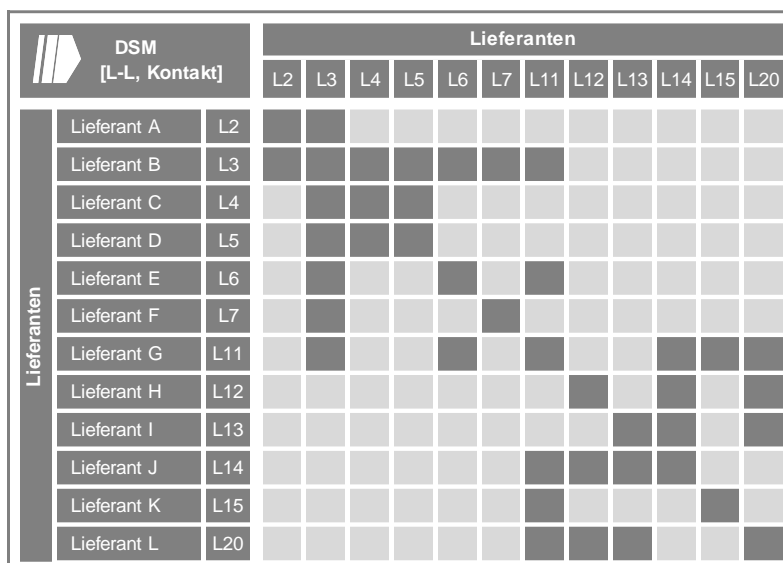 DSM
[L-L, Kontakt]
Lieferanten
L2 L3 L4 L5 L6 L7 L11 L12 L13 L14 L15 L20
Lieferanten
Lieferant A L2
Lieferant B L3
Lieferant C L4
Lieferant D L5
Lieferant E L6
Lieferant F L7
Lieferant G L11
Lieferant H L12
Lieferant I L13
Lieferant J L14
Lieferant K L15
Lieferant L L20